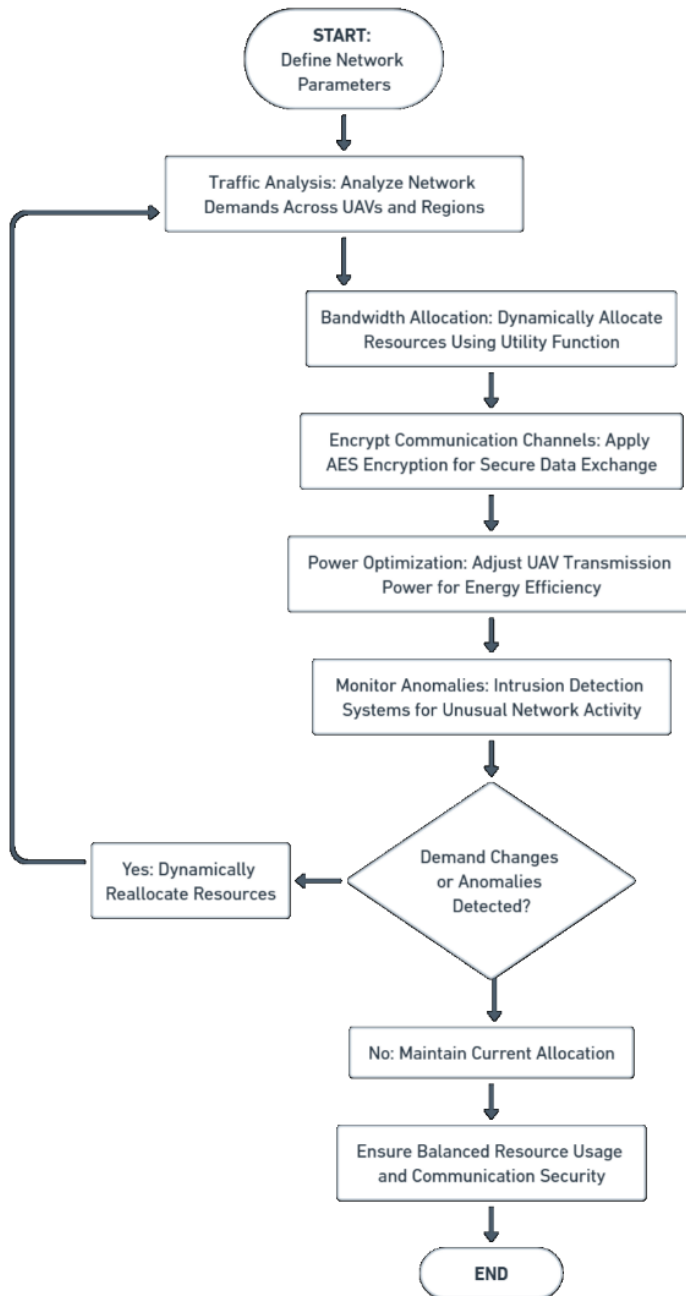 START:
Define Network
Parameters
Traffic Analysis: Analyze Network
Demands Across UAVs and Regions
Bandwidth Allocation: Dynamically Allocate
Resources Using Utility Function
Encrypt Communication Channels: Apply
AES Encryption for Secure Data Exchange
Power Optimization: Adjust UAV Transmission
Power for Energy Efficiency
Monitor Anomalies: Intrusion Detection
Systems for Unusual Network Activity
Demand Changes
or Anomalies
Detected?
Yes: Dynamically
Reallocate Resources
No: Maintain Current Allocation
Ensure Balanced Resource Usage
and Communication Security
END